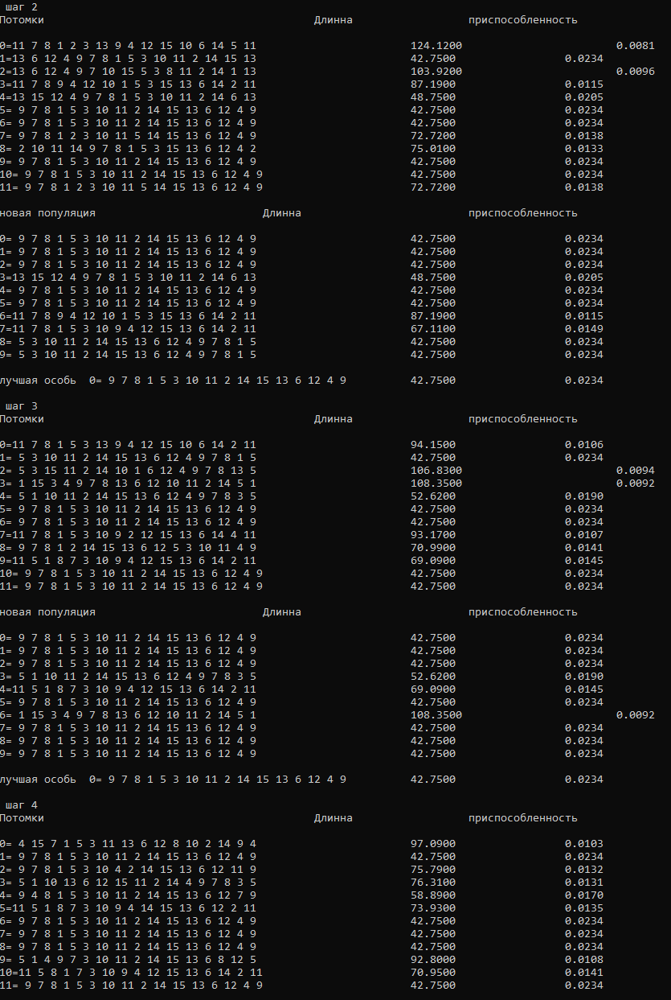 шаг 2
Потомки Длинна приспособленность
0=11 7 8 1 2 3 13 9 4 12 15 10 6 14 5 11 124.1200 0.0081
1=13 6 12 4 9 7 8 1 5 3 10 11 2 14 15 13 42.7500 0.0234
2=13 6 12 4 9 7 10 15 5 3 8 11 2 14 1 13 103.9200 0.0096
3=11 7 8 9 4 12 10 1 5 3 15 13 6 14 2 11 87.1900 0.0115
4=13 15 12 4 9 7 8 1 5 3 10 11 2 14 6 13 48.7500 0.0205
5= 9 7 8 1 5 3 10 11 2 14 15 13 6 12 4 9 42.7500 0.0234
6= 9 7 8 1 5 3 10 11 2 14 15 13 6 12 4 9 42.7500 0.0234
7= 9 7 8 1 2 3 10 11 5 14 15 13 6 12 4 9 72.7200 0.0138
8= 2 10 11 14 9 7 8 1 5 3 15 13 6 12 4 2 75.0100 0.0133
9= 9 7 8 1 5 3 10 11 2 14 15 13 6 12 4 9 42.7500 0.0234
10= 9 7 8 1 5 3 10 11 2 14 15 13 6 12 4 9 42.7500 0.0234
11= 9 7 8 1 2 3 10 11 5 14 15 13 6 12 4 9 72.7200 0.0138
новая популяция Длинна приспособленность
0= 9 7 8 1 5 3 10 11 2 14 15 13 6 12 4 9 42.7500 0.0234
1= 9 7 8 1 5 3 10 11 2 14 15 13 6 12 4 9 42.7500 0.0234
2= 9 7 8 1 5 3 10 11 2 14 15 13 6 12 4 9 42.7500 0.0234
3=13 15 12 4 9 7 8 1 5 3 10 11 2 14 6 13 48.7500 0.0205
4= 9 7 8 1 5 3 10 11 2 14 15 13 6 12 4 9 42.7500 0.0234
5= 9 7 8 1 5 3 10 11 2 14 15 13 6 12 4 9 42.7500 0.0234
6=11 7 8 9 4 12 10 1 5 3 15 13 6 14 2 11 87.1900 0.0115
7=11 7 8 1 5 3 10 9 4 12 15 13 6 14 2 11 67.1100 0.0149
8= 5 3 10 11 2 14 15 13 6 12 4 9 7 8 1 5 42.7500 0.0234
9= 5 3 10 11 2 14 15 13 6 12 4 9 7 8 1 5 42.7500 0.0234
лучшая особь 0= 9 7 8 1 5 3 10 11 2 14 15 13 6 12 4 9 42.7500 0.0234
шаг 3
Потомки Длинна приспособленность
0=11 7 8 1 5 3 13 9 4 12 15 10 6 14 2 11 94.1500 0.0106
1= 5 3 10 11 2 14 15 13 6 12 4 9 7 8 1 5 42.7500 0.0234
2= 5 3 15 11 2 14 10 1 6 12 4 9 7 8 13 5 106.8300 0.0094
3= 1 15 3 4 9 7 8 13 6 12 10 11 2 14 5 1 108.3500 0.0092
4= 5 1 10 11 2 14 15 13 6 12 4 9 7 8 3 5 52.6200 0.0190
5= 9 7 8 1 5 3 10 11 2 14 15 13 6 12 4 9 42.7500 0.0234
6= 9 7 8 1 5 3 10 11 2 14 15 13 6 12 4 9 42.7500 0.0234
7=11 7 8 1 5 3 10 9 2 12 15 13 6 14 4 11 93.1700 0.0107
8= 9 7 8 1 2 14 15 13 6 12 5 3 10 11 4 9 70.9900 0.0141
9=11 5 1 8 7 3 10 9 4 12 15 13 6 14 2 11 69.0900 0.0145
10= 9 7 8 1 5 3 10 11 2 14 15 13 6 12 4 9 42.7500 0.0234
11= 9 7 8 1 5 3 10 11 2 14 15 13 6 12 4 9 42.7500 0.0234
новая популяция Длинна приспособленность
0= 9 7 8 1 5 3 10 11 2 14 15 13 6 12 4 9 42.7500 0.0234
1= 9 7 8 1 5 3 10 11 2 14 15 13 6 12 4 9 42.7500 0.0234
2= 9 7 8 1 5 3 10 11 2 14 15 13 6 12 4 9 42.7500 0.0234
3= 5 1 10 11 2 14 15 13 6 12 4 9 7 8 3 5 52.6200 0.0190
4=11 5 1 8 7 3 10 9 4 12 15 13 6 14 2 11 69.0900 0.0145
5= 9 7 8 1 5 3 10 11 2 14 15 13 6 12 4 9 42.7500 0.0234
6= 1 15 3 4 9 7 8 13 6 12 10 11 2 14 5 1 108.3500 0.0092
7= 9 7 8 1 5 3 10 11 2 14 15 13 6 12 4 9 42.7500 0.0234
8= 9 7 8 1 5 3 10 11 2 14 15 13 6 12 4 9 42.7500 0.0234
9= 9 7 8 1 5 3 10 11 2 14 15 13 6 12 4 9 42.7500 0.0234
лучшая особь 0= 9 7 8 1 5 3 10 11 2 14 15 13 6 12 4 9 42.7500 0.0234
шаг 4
Потомки Длинна приспособленность
0= 4 15 7 1 5 3 11 13 6 12 8 10 2 14 9 4 97.0900 0.0103
1= 9 7 8 1 5 3 10 11 2 14 15 13 6 12 4 9 42.7500 0.0234
2= 9 7 8 1 5 3 10 4 2 14 15 13 6 12 11 9 75.7900 0.0132
3= 5 1 10 13 6 12 15 11 2 14 4 9 7 8 3 5 76.3100 0.0131
4= 9 4 8 1 5 3 10 11 2 14 15 13 6 12 7 9 58.8900 0.0170
5=11 5 1 8 7 3 10 9 4 14 15 13 6 12 2 11 73.9300 0.0135
6= 9 7 8 1 5 3 10 11 2 14 15 13 6 12 4 9 42.7500 0.0234
7= 9 7 8 1 5 3 10 11 2 14 15 13 6 12 4 9 42.7500 0.0234
8= 9 7 8 1 5 3 10 11 2 14 15 13 6 12 4 9 42.7500 0.0234
9= 5 1 4 9 7 3 10 11 2 14 15 13 6 8 12 5 92.8000 0.0108
10=11 5 8 1 7 3 10 9 4 12 15 13 6 14 2 11 70.9500 0.0141
11= 9 7 8 1 5 3 10 11 2 14 15 13 6 12 4 9 42.7500 0.0234